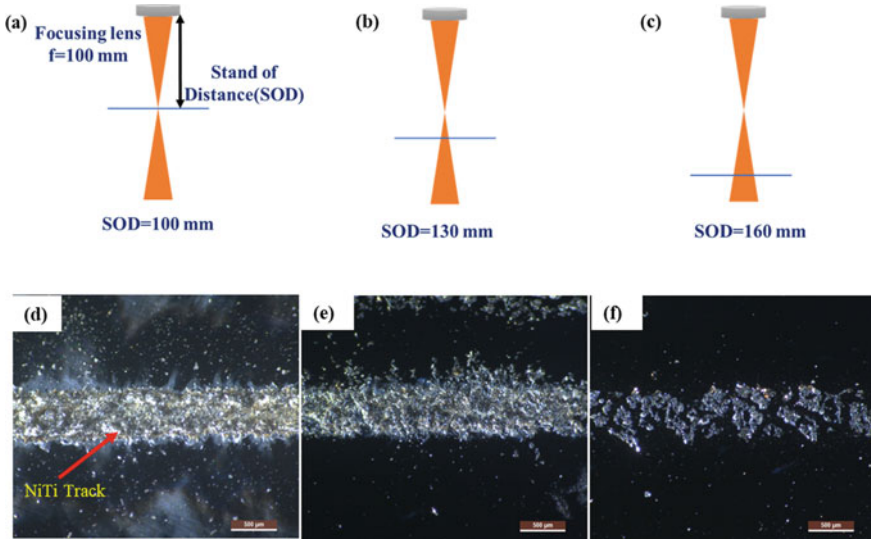 (a)
Focusing lens
f=100 mm
Stand of
Distance(SOD)
SOD=100 mm
(b)
SOD=130 mm
(c)
SOD=160 mm
(d)
NiTi Track
500 µm
(e)
500 µm
(f)
500 µm